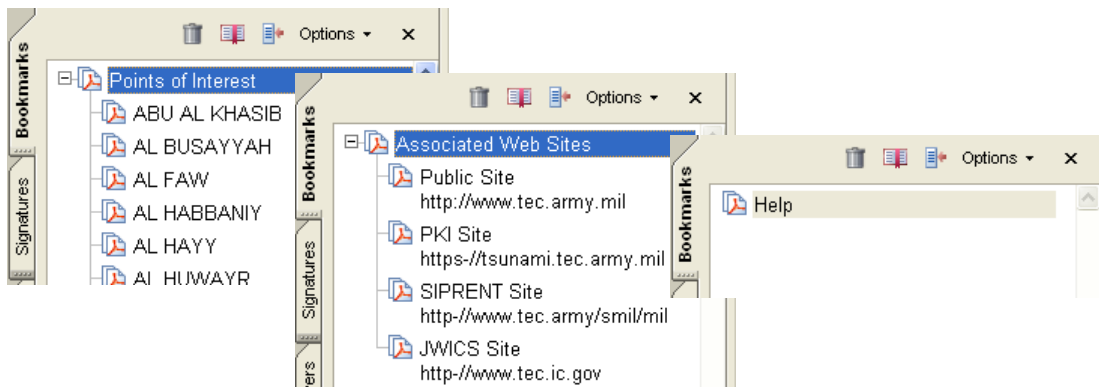 Options
Bookmarks
Signatures
Points of Interest
ABU AL KHASIB
AL BUSAYYAH
AL FAW
AL HABBANIY
AL HAYY
AL HUWAYR
Options
Bookmarks
Signatures
Associated Web Sites
Public Site
http://www.tec.army.mil
PKI Site
https-//tsunami.tec.army.mil
SIPRENT Site
http-//www.tec.army/smil/mil
JWICS Site
http-//www.tec.ic.gov
Options
Bookmarks
Help